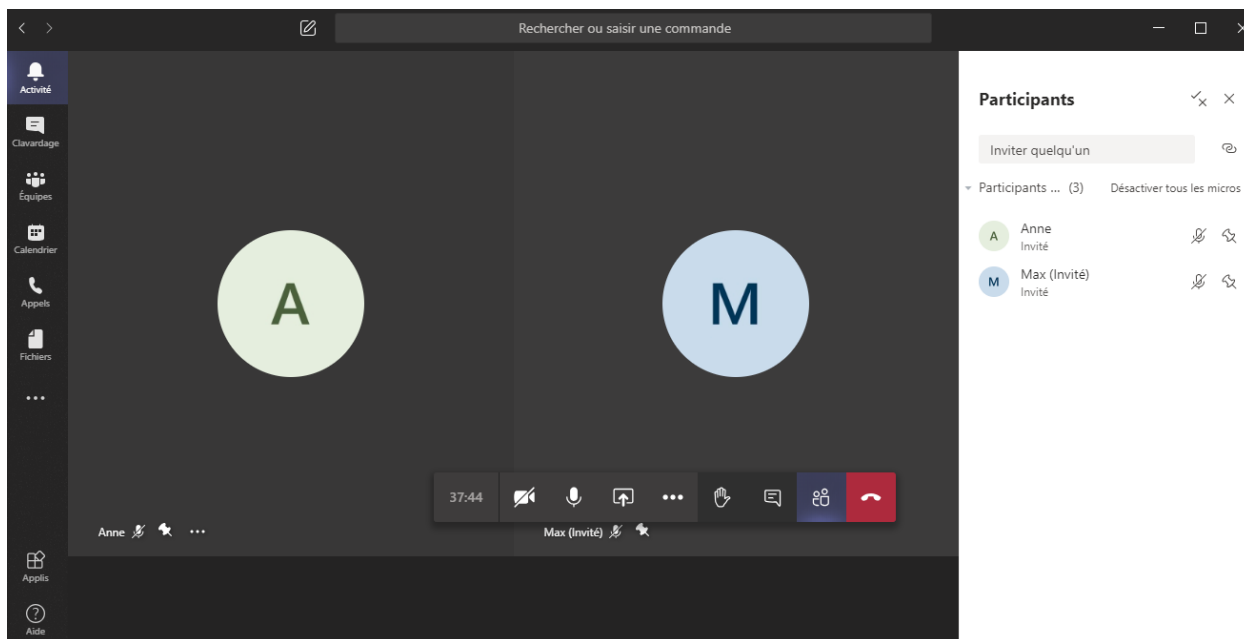 Rechercher ou saisir une commande
Activité
Clavardage
Équipes
Calendrier
Appels
Fichiers
Applis
Aide
A
M
37:44
Anne
Max (Invité)
Participants
Inviter quelqu'un
Participants ... (3) Désactiver tous les micros
A Anne
Invité
M Max (Invité)
Invité